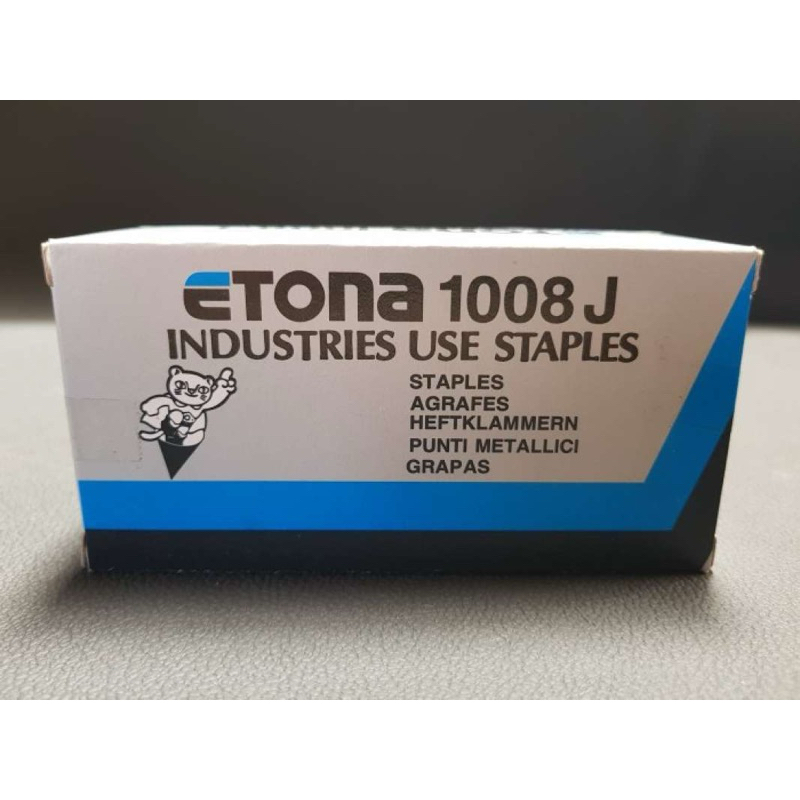 ETONA 1008 J
INDUSTRIES USE STAPLES
STAPLES
AGRAFES
HEFTKLAMMERN
PUNTI METALLICI
GRAPAS